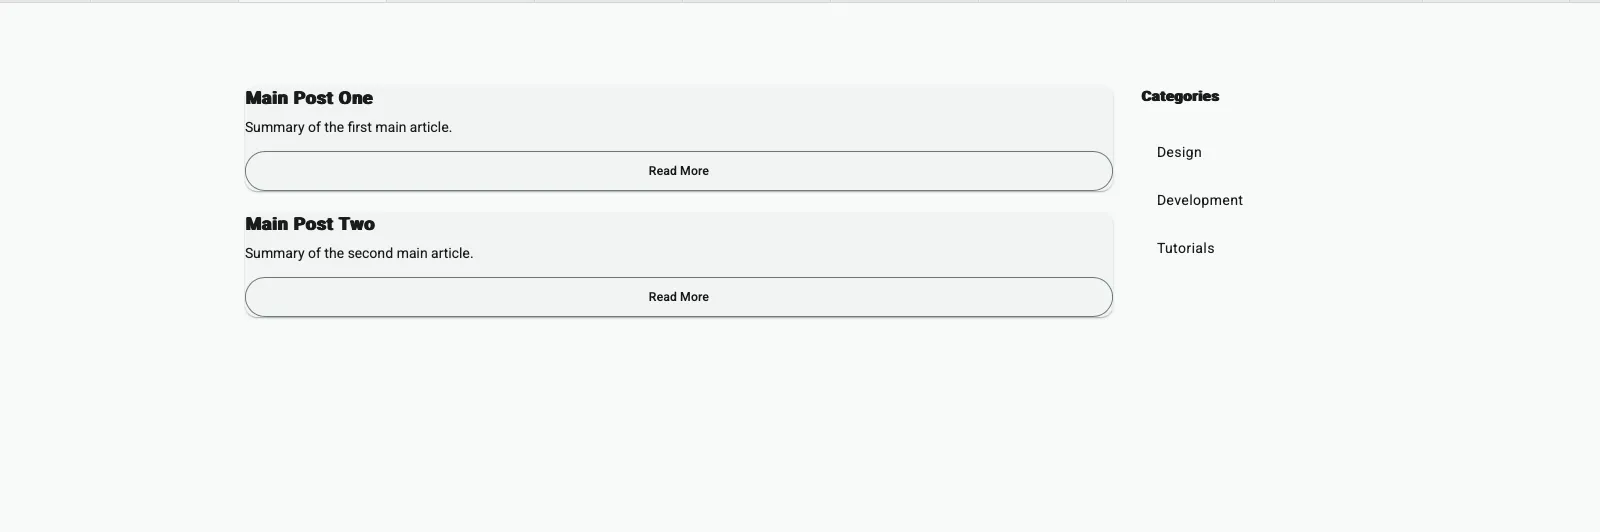 Main Post One
Summary of the first main article.
Read More
Main Post Two
Summary of the second main article.
Read More
Categories
Design
Development
Tutorials